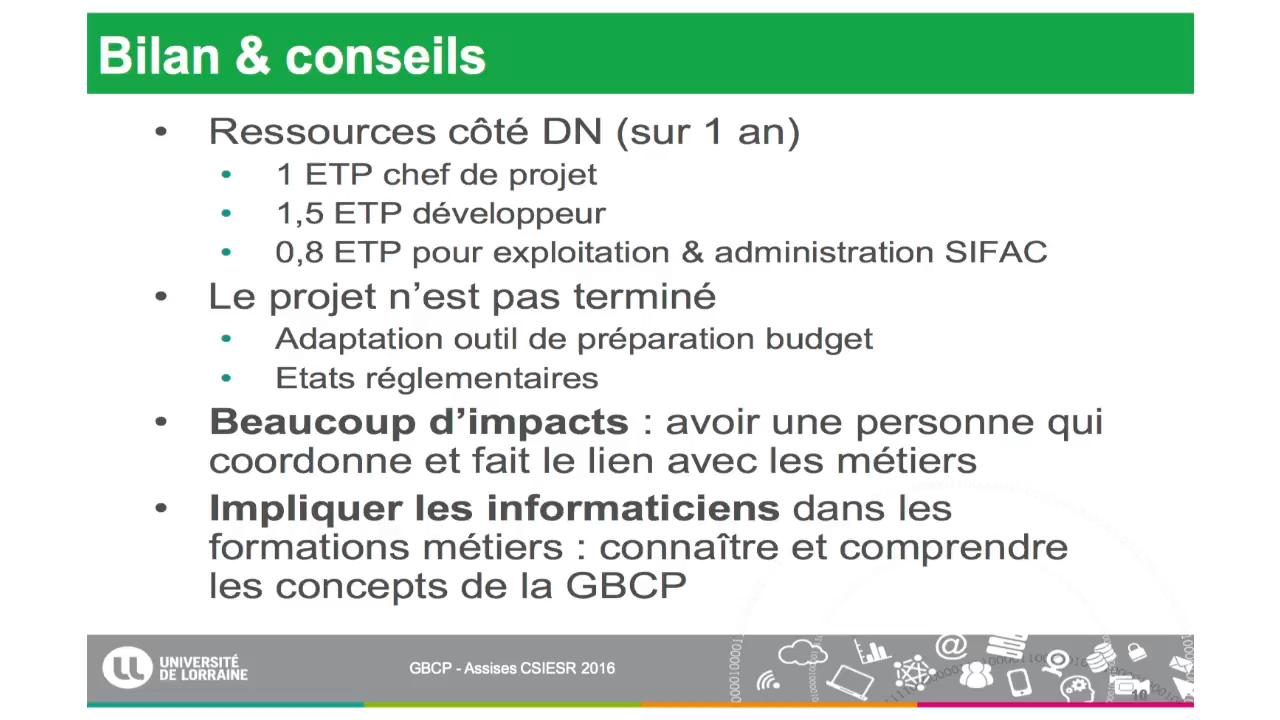 Bilan & conseils
• Ressources côté DN (sur 1 an)
• 1 ETP chef de projet
• 1,5 ETP développeur
• 0,8 ETP pour exploitation & administration SIFAC
• Le projet n’est pas terminé
• Adaptation outil de préparation budget
• Etats réglementaires
• Beaucoup d’impacts : avoir une personne qui
coordonne et fait le lien avec les métiers
• Impliquer les informaticiens dans les
formations métiers : connaître et comprendre
les concepts de la GBCP
UNIVERSITÉ
DE LORRAINE
GBCP - Assises CSIESR 2016
10